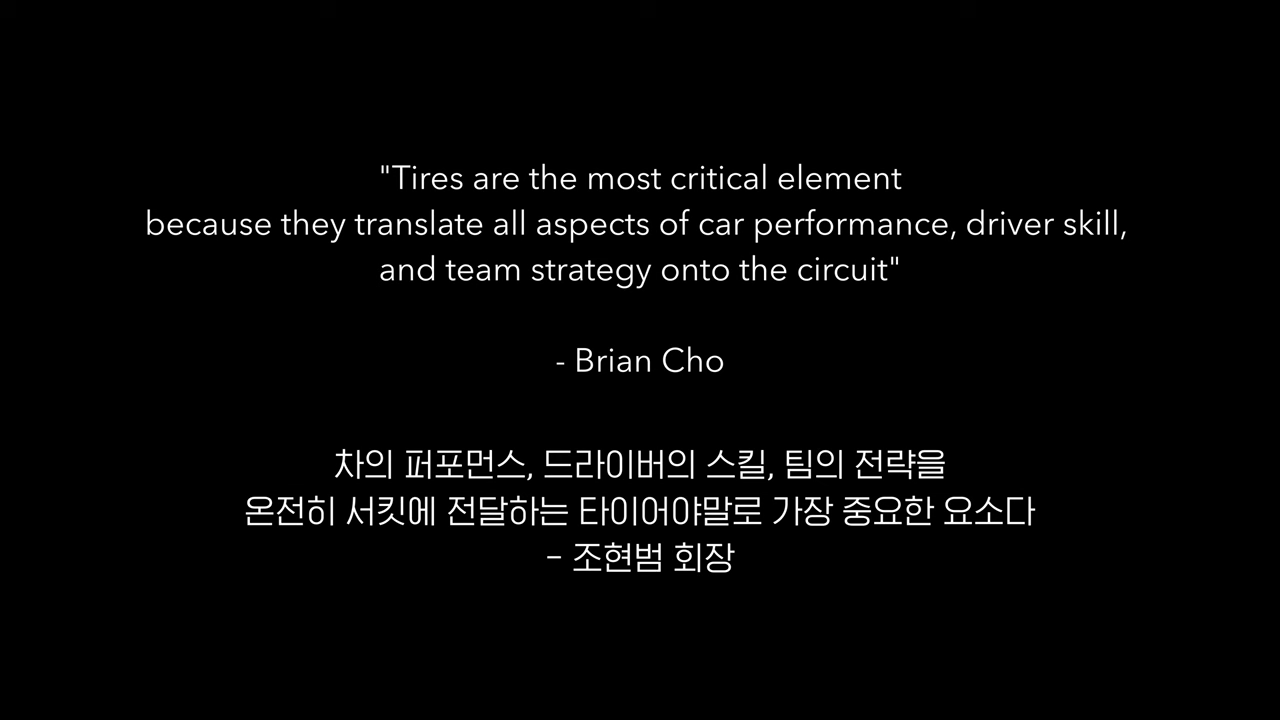 "Tires are the most critical element
because they translate all aspects of car performance, driver skill,
and team strategy onto the circuit"
- Brian Cho
차의 퍼포먼스, 드라이버의 스킬, 팀의 전략을
온전히 서킷에 전달하는 타이어야말로 가장 중요한 요소다
– 조현범 회장